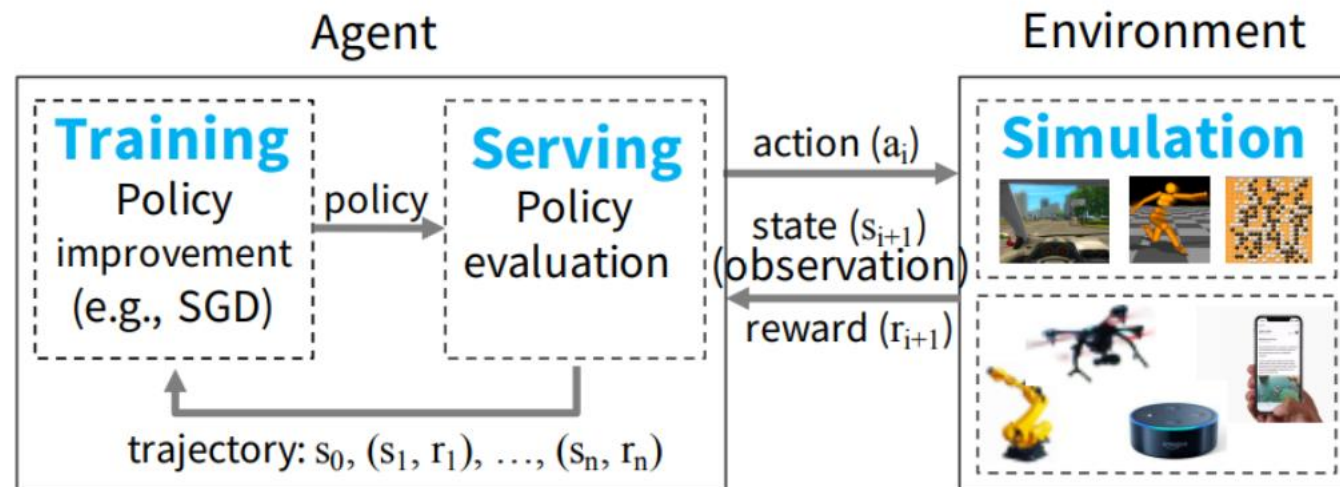 Agent
Environment
Training
Policy
improvement
(e.g., SGD)
policy
Serving
Policy
evaluation
trajectory: s₀, (s₁, r₁), …, (sₙ, rₙ)
action (aᵢ)
state (sᵢ₊₁)
(observation)
reward (rᵢ₊₁)
Simulation